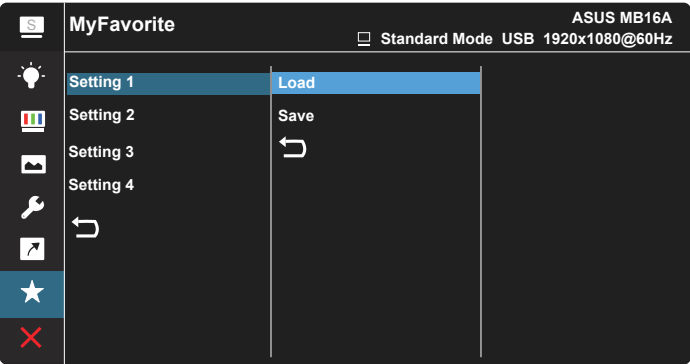 S
MyFavorite
ASUS MB16A
Standard Mode USB 1920x1080@60Hz
Setting 1
Load
Setting 2
Save
Setting 3
Setting 4